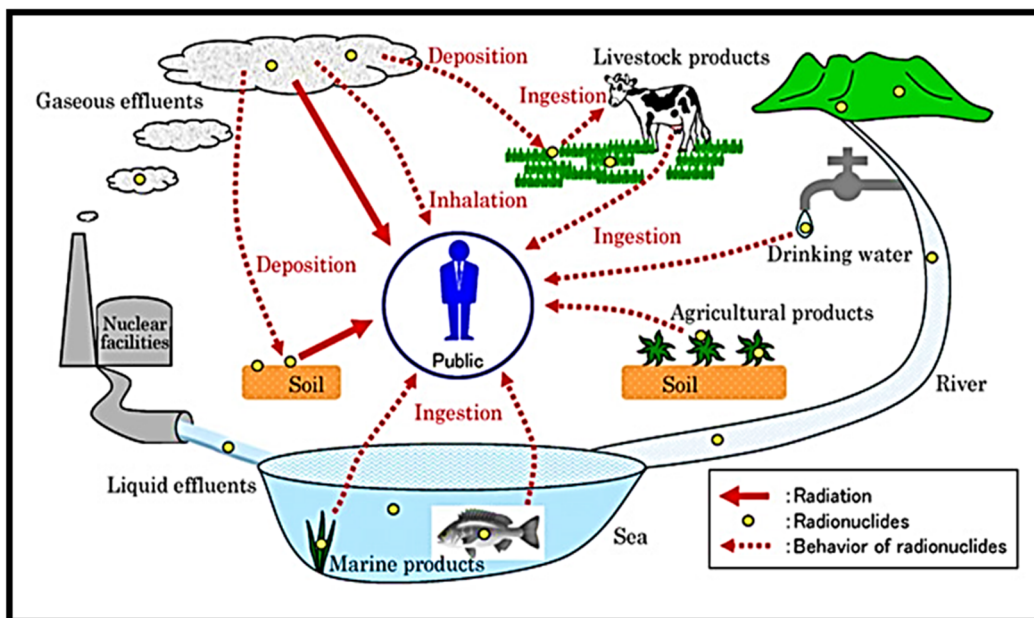 Gaseous effluents
Deposition
Livestock products
Ingestion
Inhalation
Ingestion
Drinking water
Deposition
Nuclear
facilities
Public
Agricultural products
Soil
Soil
River
Ingestion
Liquid effluents
Sea
Marine products
:Radiation
:Radionuclides
:Behavior of radionuclides